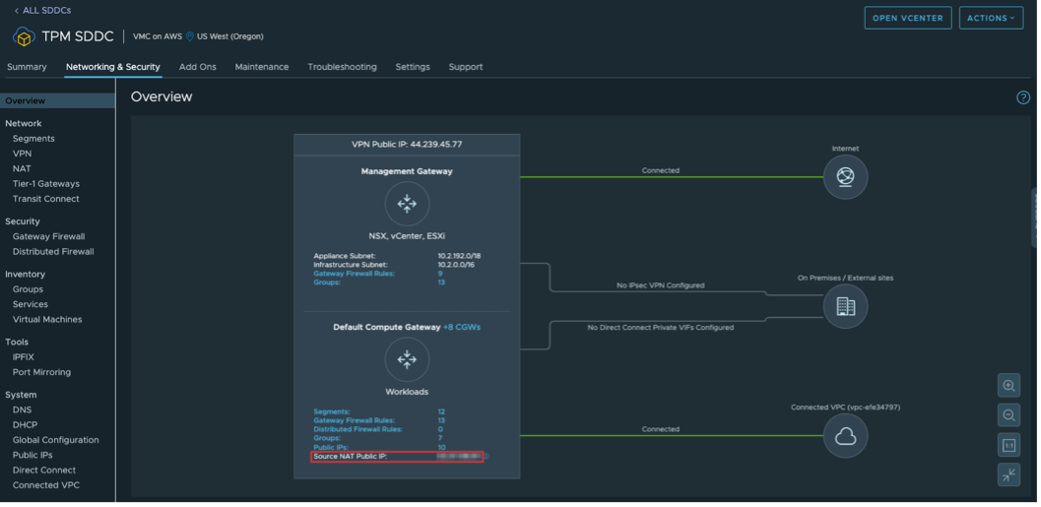 < ALL SDDCs
OPEN VCENTER
ACTIONS
TPM SDDC
VMC on AWS
US West (Oregon)
Summary
Networking & Security
Add Ons
Maintenance
Troubleshooting
Settings
Support
Overview
Network
Segments
VPN
NAT
Tier-1 Gateways
Transit Connect
Security
Gateway Firewall
Distributed Firewall
Inventory
Groups
Services
Virtual Machines
Tools
IPFIX
Port Mirroring
System
DNS
DHCP
Global Configuration
Public IPs
Direct Connect
Connected VPC
Overview
?
VPN Public IP: 44.239.45.77
Management Gateway
NSX, vCenter, ESXi
Appliance Subnet: 10.2.192.0/18
Infrastructure Subnet: 10.2.0.0/16
Gateway Firewall Rules: 9
Groups: 13
Default Compute Gateway +8 CGWs
Workloads
Segments: 12
Gateway Firewall Rules: 13
Distributed Firewall Rules: 0
Groups: 7
Public IPs: 10
Source NAT Public IP:
Internet
Connected
On Premises / External sites
No IPsec VPN Configured
No Direct Connect Private VIFs Configured
Connected VPC (vpc-efe34797)
Connected
1:1